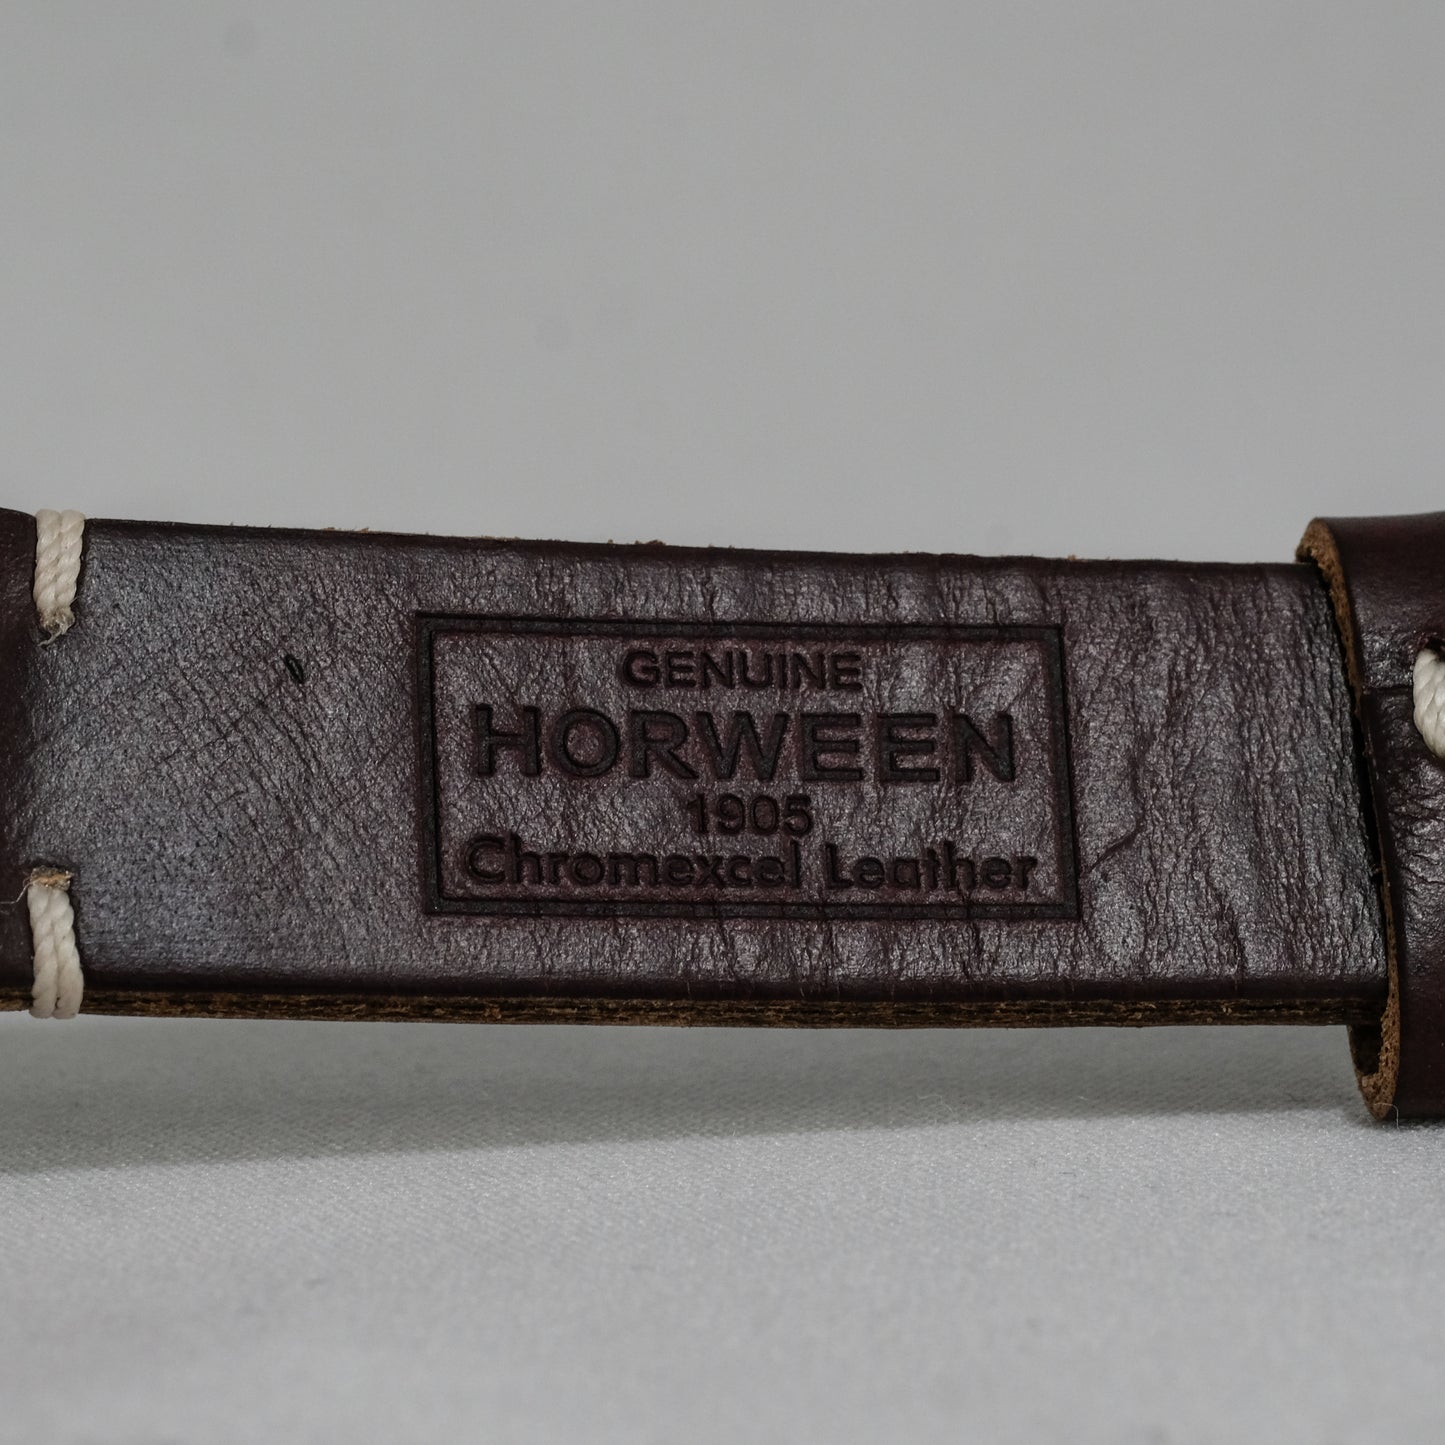 GENUINE
HORWEEN
1905
Chromexcel Leather